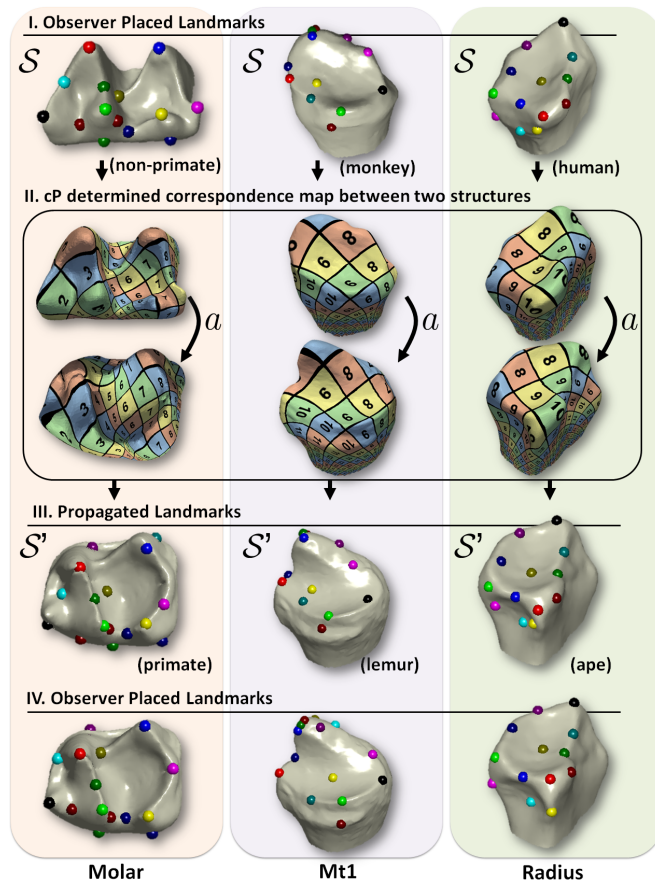 I. Observer Placed Landmarks
S S S
(non-primate) (monkey) (human)
II. cP determined correspondence map between two structures
a a a
III. Propagated Landmarks
S' S' S'
(primate) (lemur) (ape)
IV. Observer Placed Landmarks
Molar Mt1 Radius